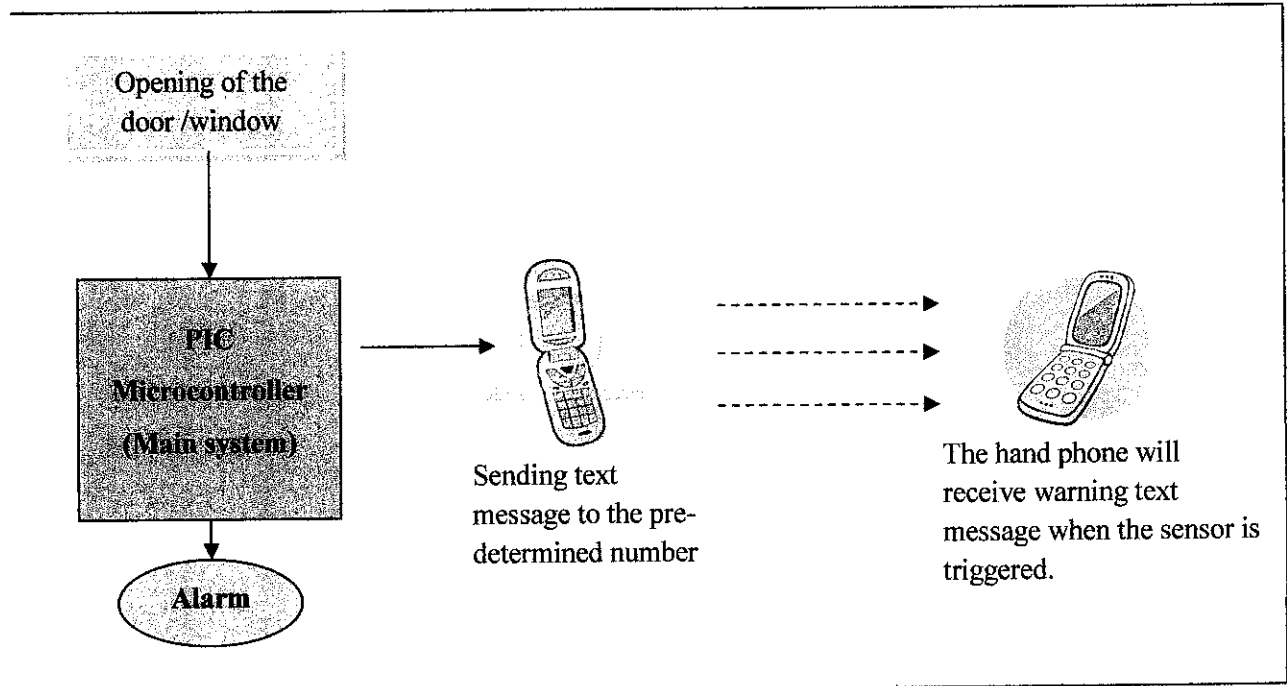 Opening of the
door /window
PIC
Microcontroller
(Main system)
Alarm
Sending text
message to the pre-
determined number
The hand phone will
receive warning text
message when the sensor is
triggered.